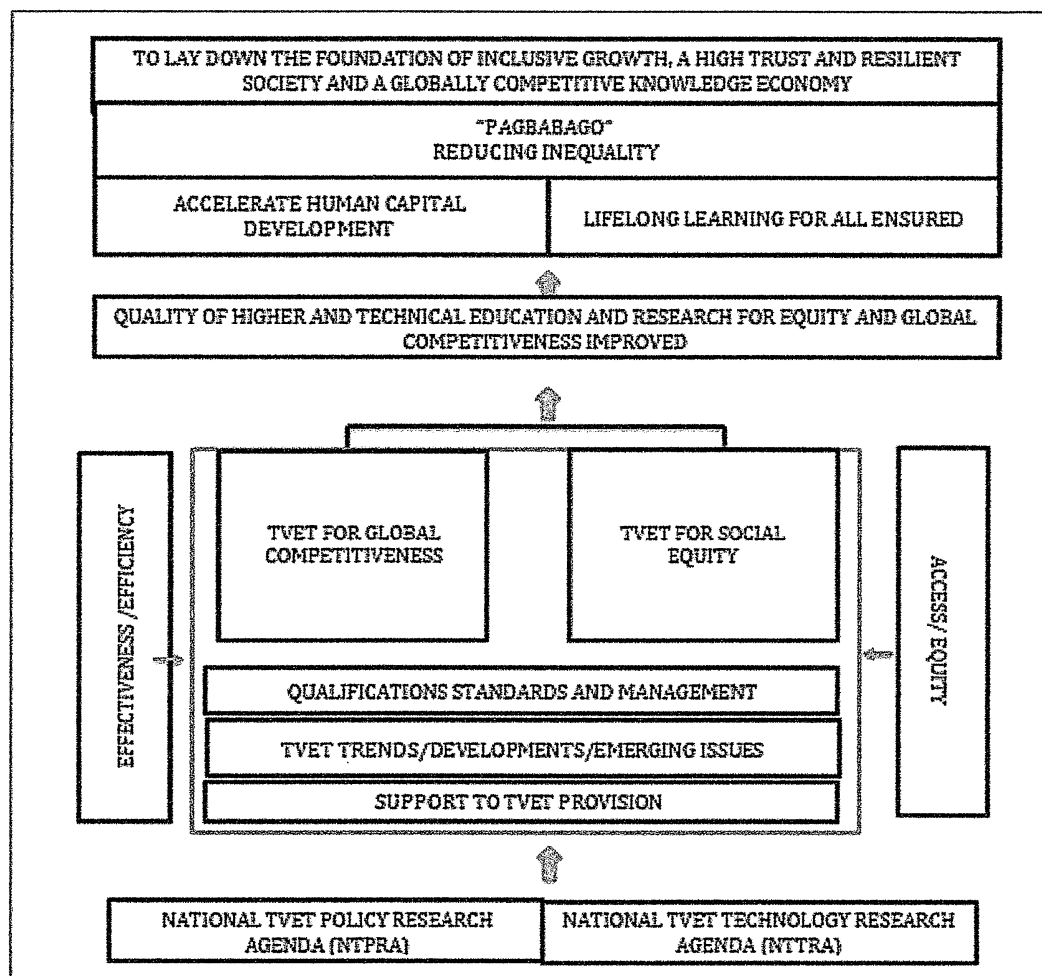 TO LAY DOWN THE FOUNDATION OF INCLUSIVE GROWTH, A HIGH TRUST AND RESILIENT
SOCIETY AND A GLOBALLY COMPETITIVE KNOWLEDGE ECONOMY
"PAGBABAGO"
REDUCING INEQUALITY
ACCELERATE HUMAN CAPITAL
DEVELOPMENT
LIFELONG LEARNING FOR ALL ENSURED
QUALITY OF HIGHER AND TECHNICAL EDUCATION AND RESEARCH FOR EQUITY AND GLOBAL
COMPETITIVENESS IMPROVED
EFFECTIVENESS /EFFICIENCY
TVET FOR GLOBAL
COMPETITIVENESS
TVET FOR SOCIAL
EQUITY
ACCESS/ EQUITY
QUALIFICATIONS STANDARDS AND MANAGEMENT
TVET TRENDS/DEVELOPMENTS/EMERGING ISSUES
SUPPORT TO TVET PROVISION
NATIONAL TVET POLICY RESEARCH
AGENDA (NTPRA)
NATIONAL TVET TECHNOLOGY RESEARCH
AGENDA (NTTRA)